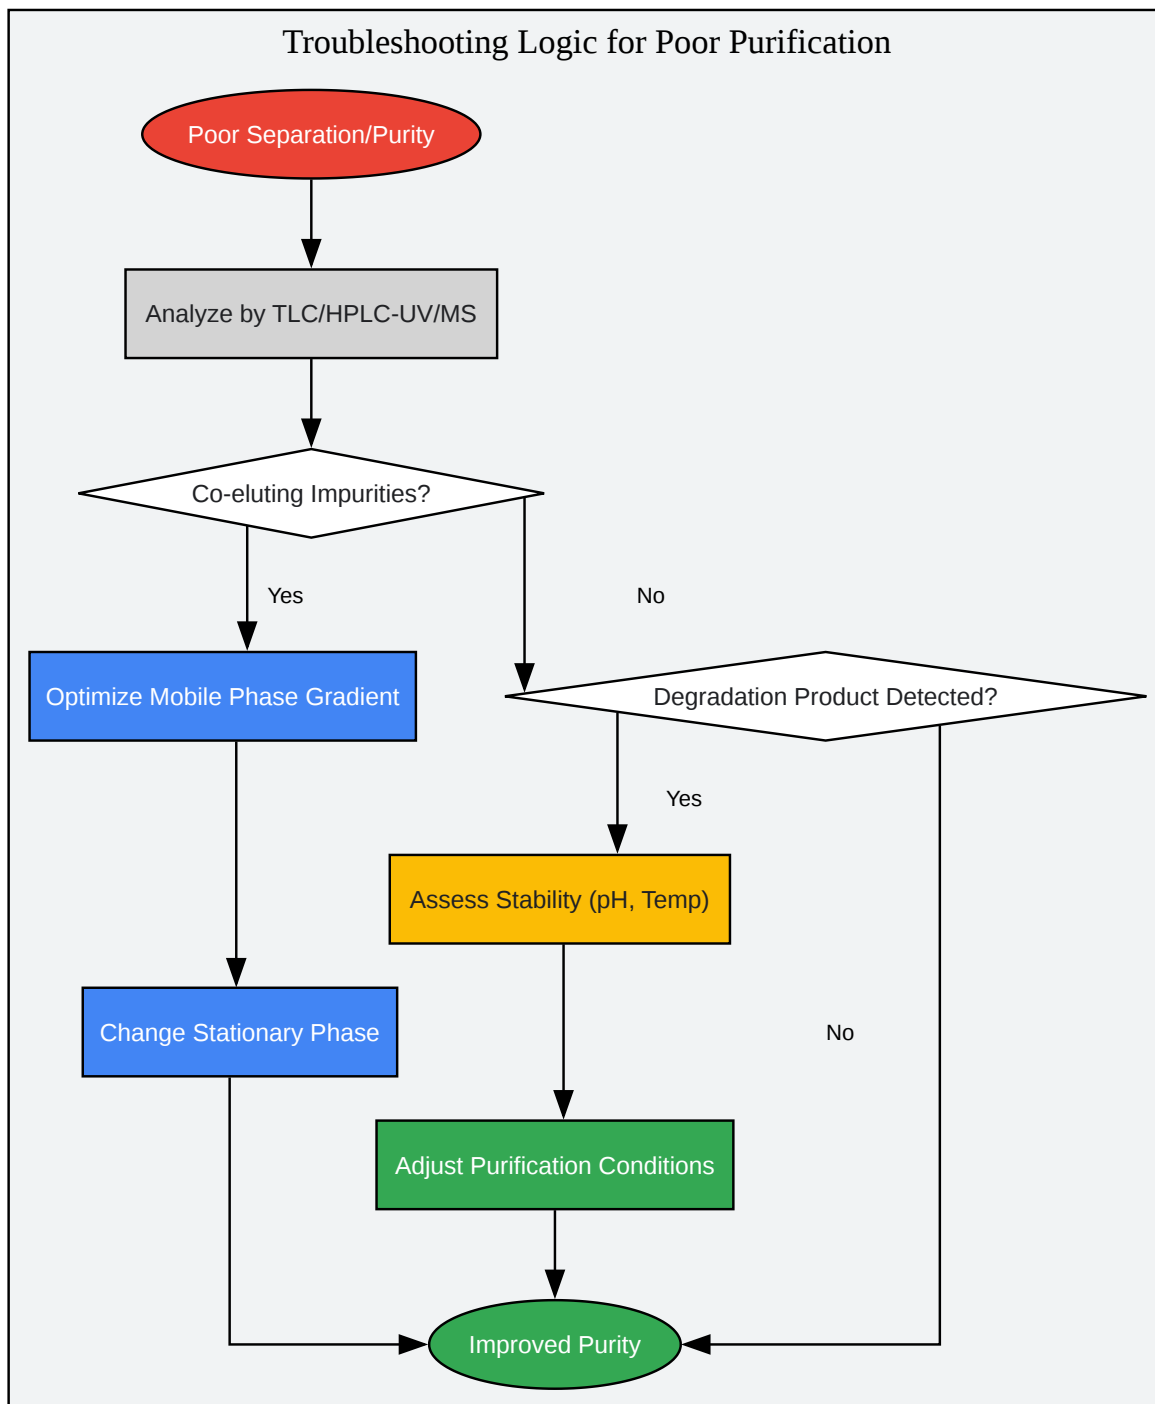 Troubleshooting Logic for Poor Purification
Poor Separation/Purity
Analyze by TLC/HPLC-UV/MS
Co-eluting Impurities?
Yes
No
Optimize Mobile Phase Gradient
Degradation Product Detected?
Yes
Assess Stability (pH, Temp)
Change Stationary Phase
No
Adjust Purification Conditions
Improved Purity